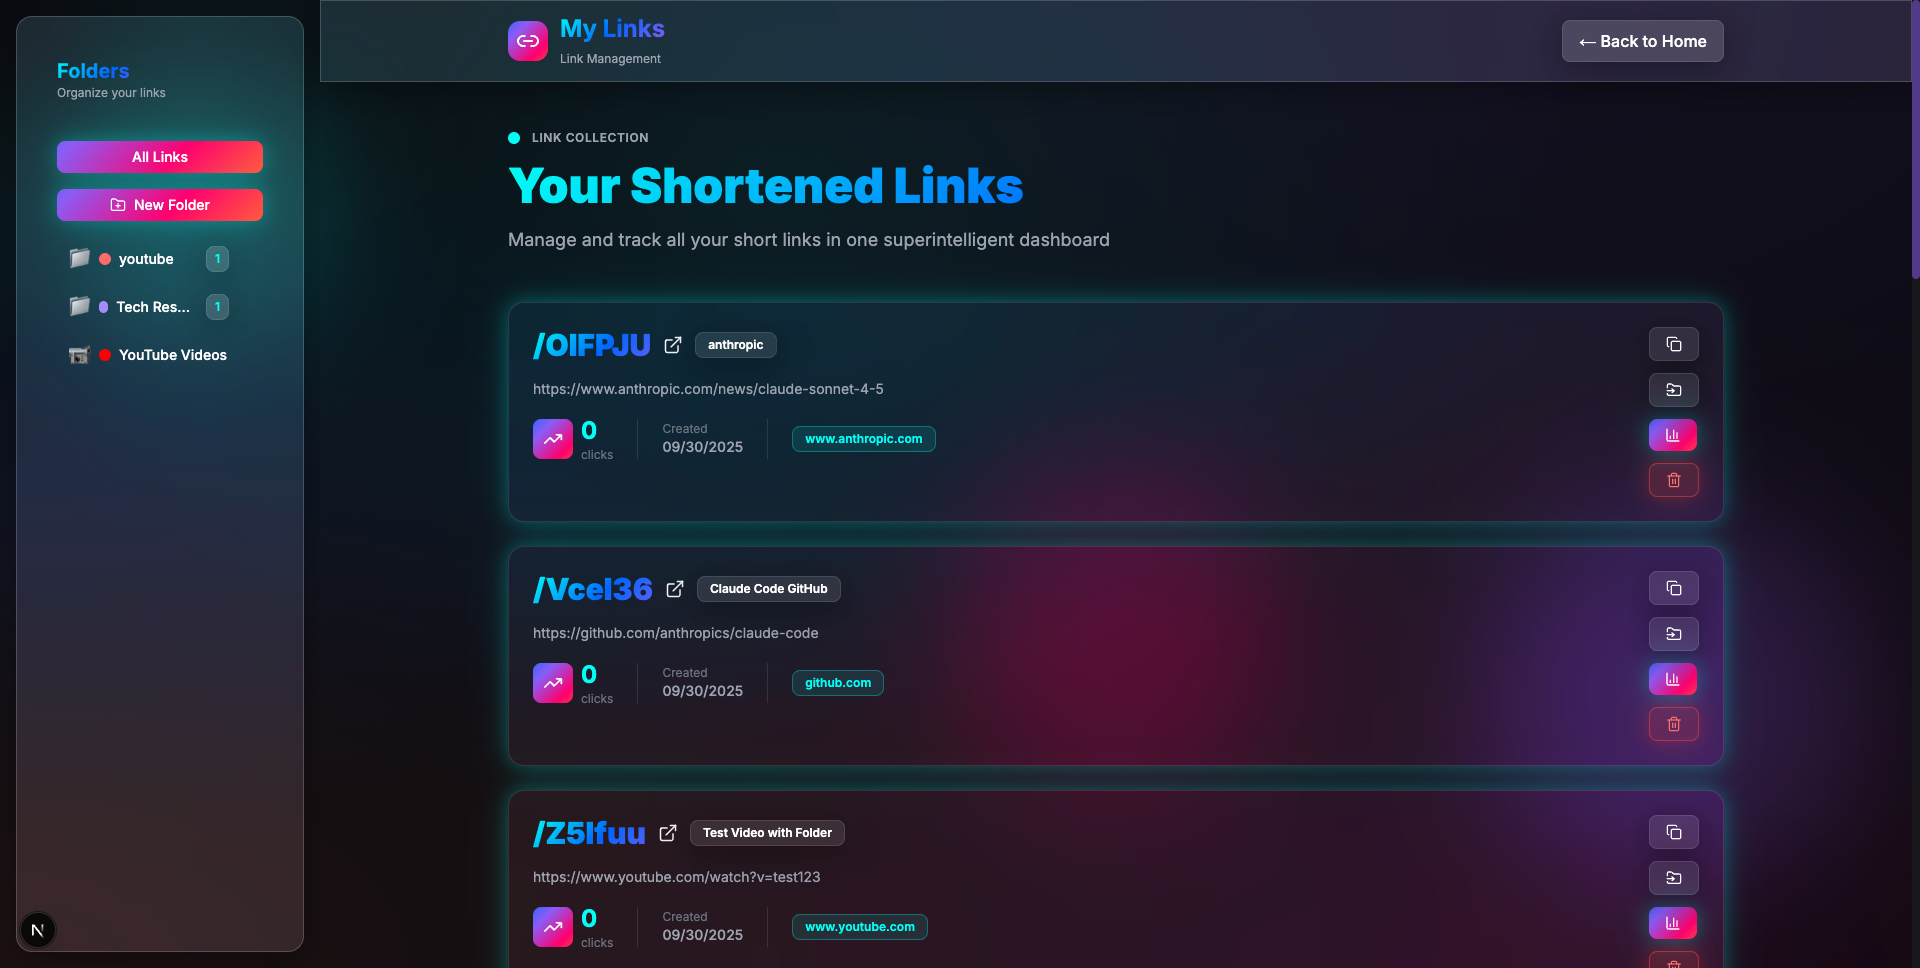 Folders
Organize your links
All Links
New Folder
youtube 1
Tech Res... 1
YouTube Videos
N
My Links
Link Management
← Back to Home
LINK COLLECTION
Your Shortened Links
Manage and track all your short links in one superintelligent dashboard
/OIFPJU anthropic
https://www.anthropic.com/news/claude-sonnet-4-5
0
clicks
Created
09/30/2025
www.anthropic.com
/Vcel36 Claude Code GitHub
https://github.com/anthropics/claude-code
0
clicks
Created
09/30/2025
github.com
/Z5lfuu Test Video with Folder
https://www.youtube.com/watch?v=test123
0
clicks
Created
09/30/2025
www.youtube.com